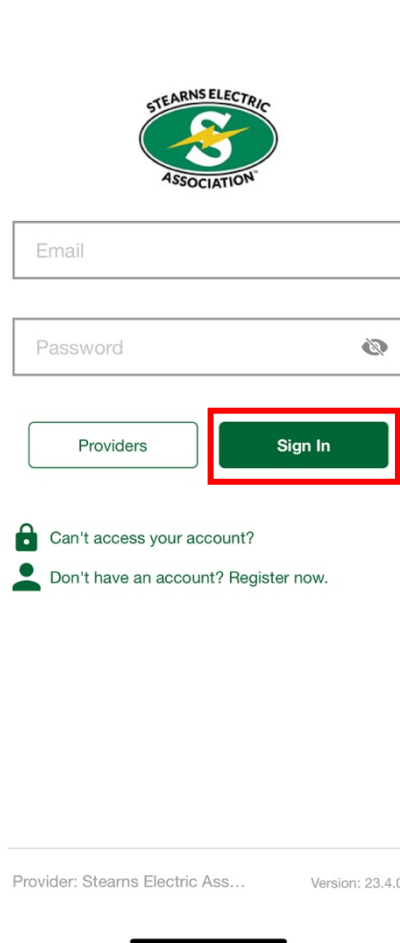 STEARNS ELECTRIC
S
ASSOCIATION™
Email
Password
Providers
Sign In
Can't access your account?
Don't have an account? Register now.
Provider: Stearns Electric Ass...
Version: 23.4.0